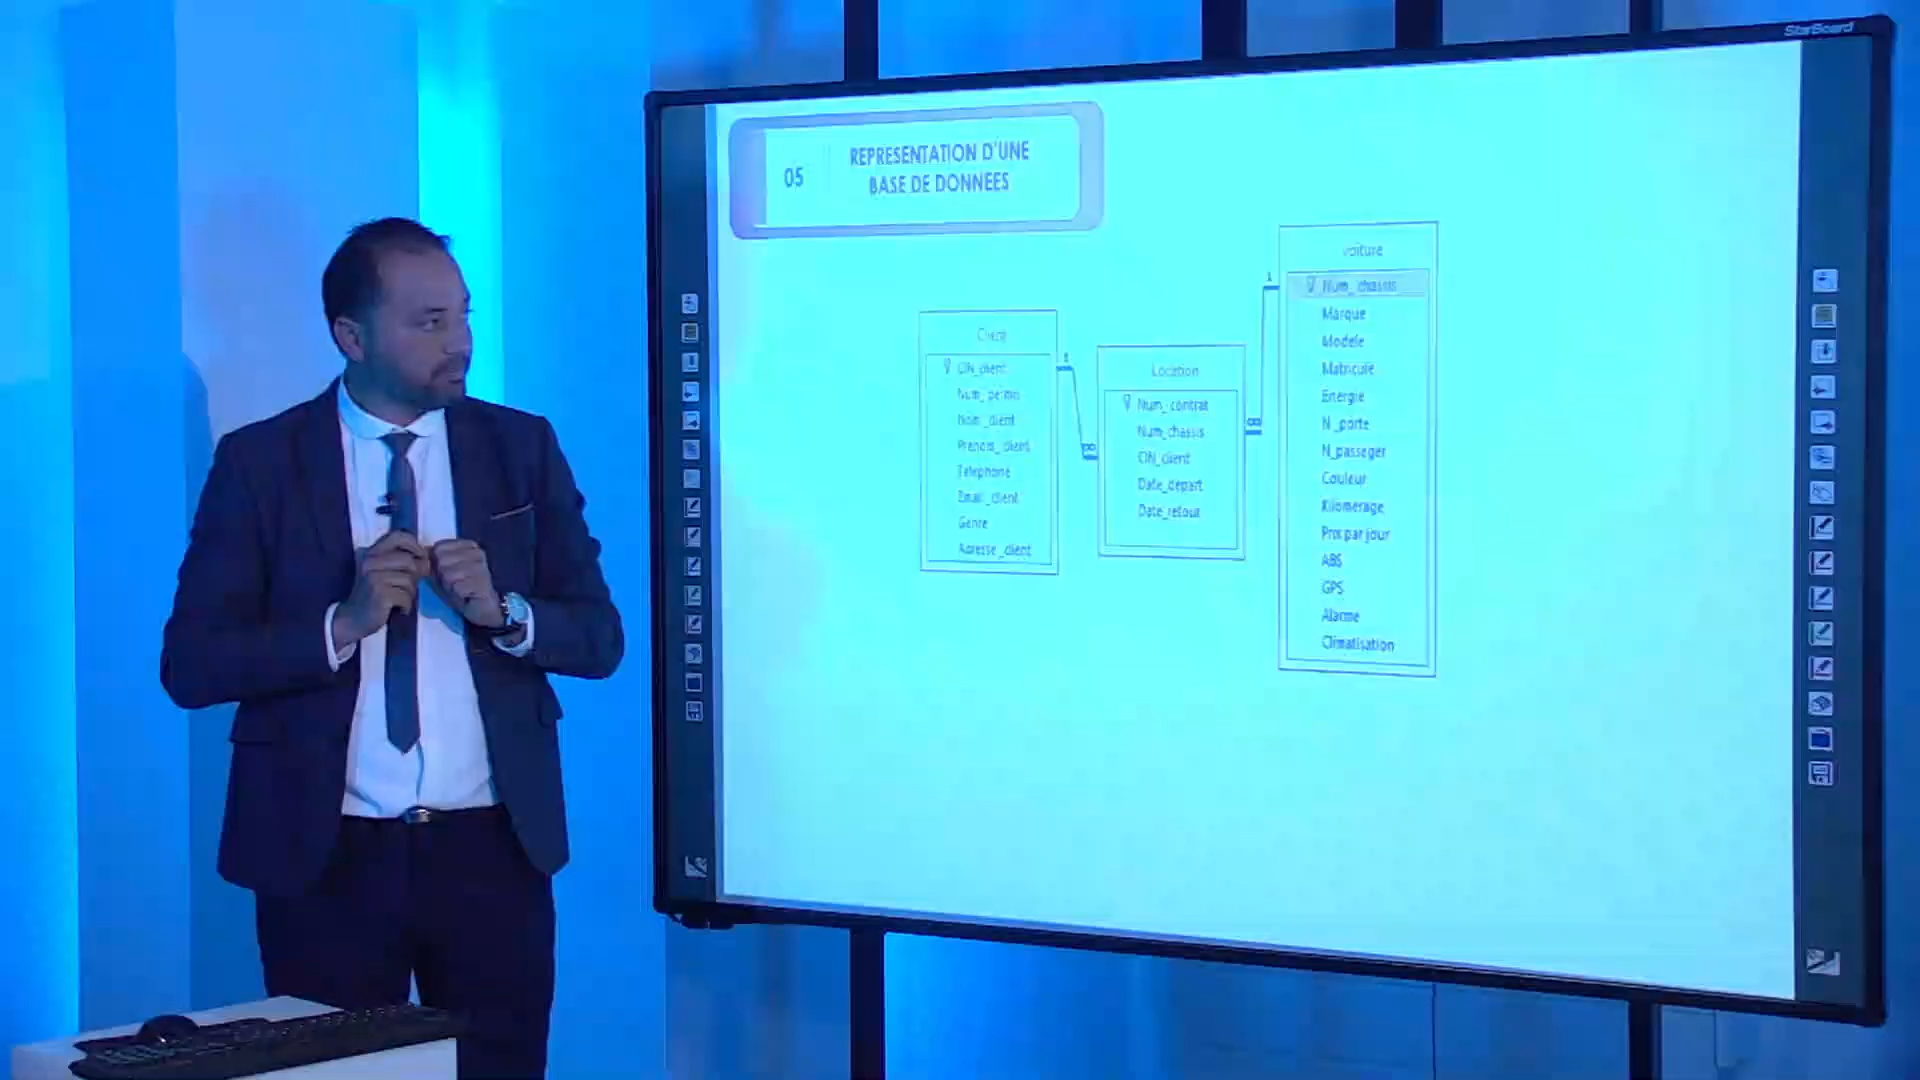 StarBoard
05
REPRESENTATION D'UNE
BASE DE DONNEES
Client
CIN_client
Num_permis
Nom_client
Prenom_client
Telephone
Email_client
Genre
Adresse_client
1
∞
Location
Num_contrat
Num_chassis
CIN_client
Date_depart
Date_retour
1
∞
voiture
Num_chassis
Marque
Modele
Matricule
Energie
N_porte
N_passeger
Couleur
Kilomerage
Prix par jour
ABS
GPS
Alarme
Climatisation